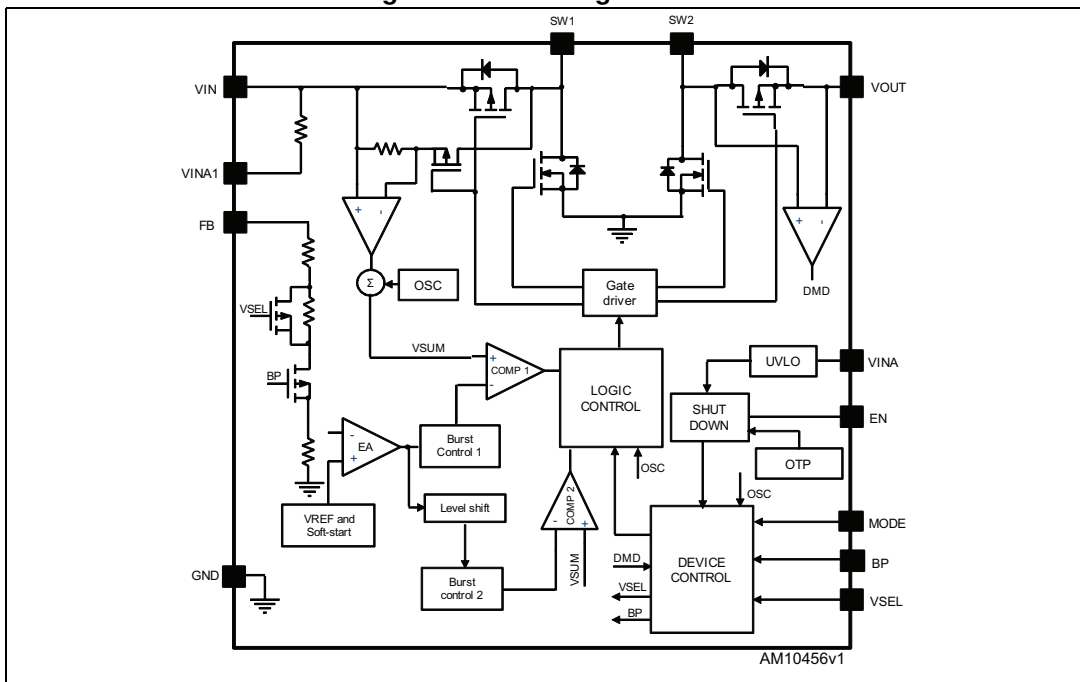 SW1
SW2
VIN
VOUT
VINA1
FB
+ -
+ -
Σ
OSC
Gate
driver
DMD
VSEL
VSUM
+
COMP 1
-
UVLO
VINA
BP
LOGIC
CONTROL
SHUT
DOWN
EN
-
EA
+
Burst
Control 1
OSC
OTP
VREF and
Soft-start
Level shift
COMP 2
- +
OSC
MODE
GND
Burst
control 2
VSUM
DMD
VSEL
BP
DEVICE
CONTROL
BP
VSEL
AM10456v1